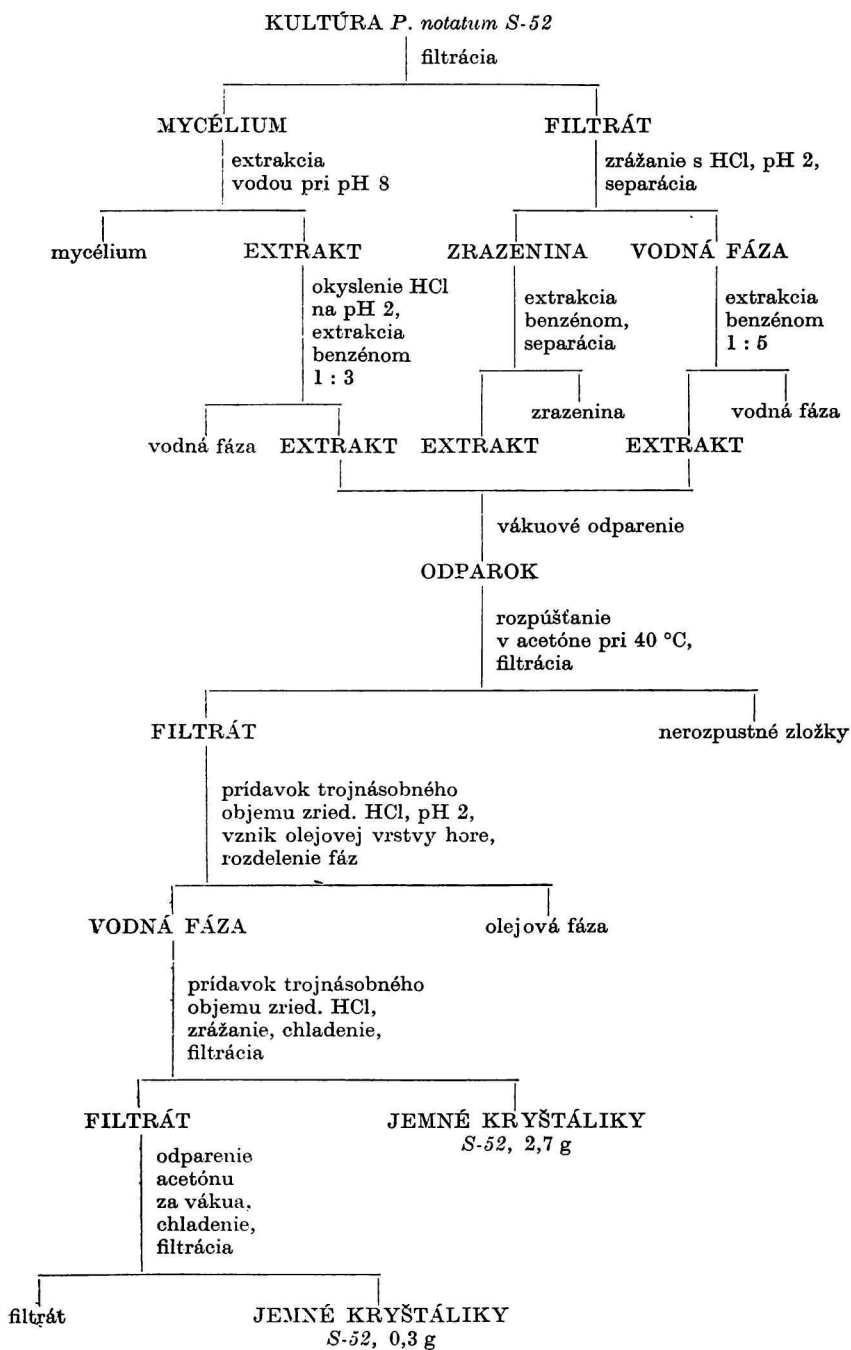 KULTÚRA P. notatum S-52
filtrácia
MYCÉLIUM
FILTRÁT
extrakcia
vodou pri pH 8
zrážanie s HCl, pH 2,
separácia
mycélium
EXTRAKT
ZRAZENINA
VODNÁ FÁZA
okyslenie HCl
na pH 2,
extrakcia
benzénom
1 : 3
extrakcia
benzénom,
separácia
extrakcia
benzénom
1 : 5
vodná fáza
EXTRAKT
EXTRAKT
zrazenina
EXTRAKT
vodná fáza
vákuové odparenie
ODPAROK
rozpúšťanie
v acetóne pri 40 °C,
filtrácia
FILTRÁT
nerozpustné zložky
prídavok trojnásobného
objemu zried. HCl, pH 2,
vznik olejovej vrstvy hore,
rozdelenie fáz
VODNÁ FÁZA
olejová fáza
prídavok trojnásobného
objemu zried. HCl,
zrážanie, chladenie,
filtrácia
FILTRÁT
JEMNÉ KRYŠTÁLIKY
S-52, 2,7 g
odparenie
acetónu
za vákua,
chladenie,
filtrácia
filtrát
JEMNÉ KRYŠTÁLIKY
S-52, 0,3 g